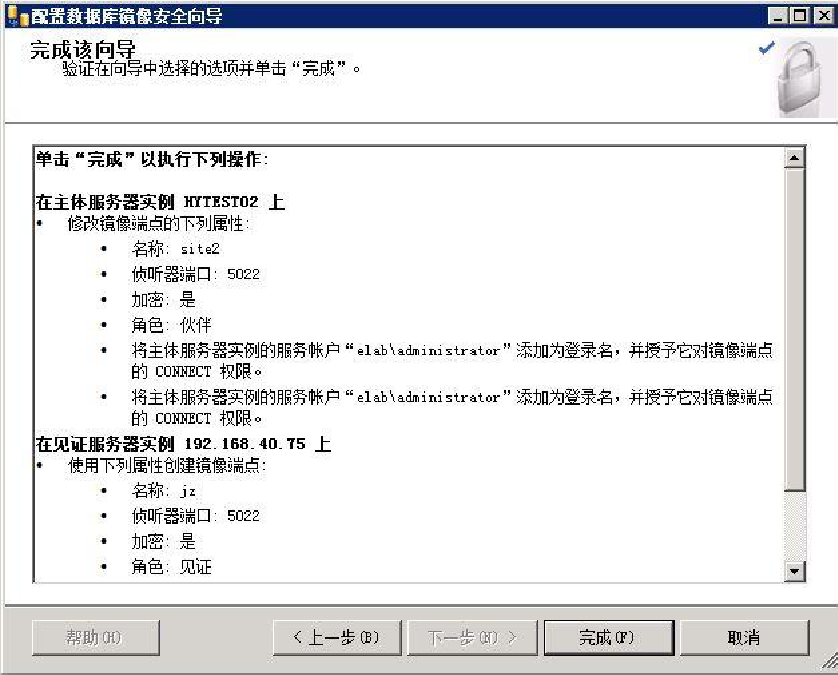 配置数据库镜像安全向导
完成该向导
验证在向导中选择的选项并单击“完成”。
单击“完成”以执行下列操作:
在主体服务器实例 HYTEST02 上
• 修改镜像端点的下列属性:
• 名称: site2
• 侦听器端口: 5022
• 加密: 是
• 角色: 伙伴
• 将主体服务器实例的服务帐户“elab\administrator”添加为登录名，并授予它对镜像端点
的 CONNECT 权限。
• 将主体服务器实例的服务帐户“elab\administrator”添加为登录名，并授予它对镜像端点
的 CONNECT 权限。
在见证服务器实例 192.168.40.75 上
• 使用下列属性创建镜像端点:
• 名称: jz
• 侦听器端口: 5022
• 加密: 是
• 角色: 见证
帮助(H) < 上一步(B) 下一步(N) > 完成(F) 取消